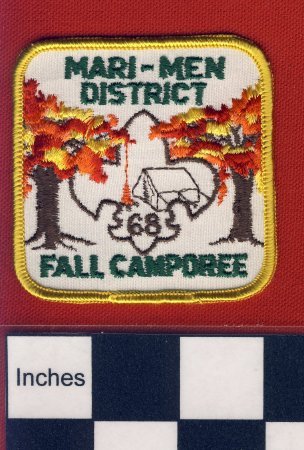 MARI-MEN
DISTRICT
68
FALL CAMPOREE
Inches